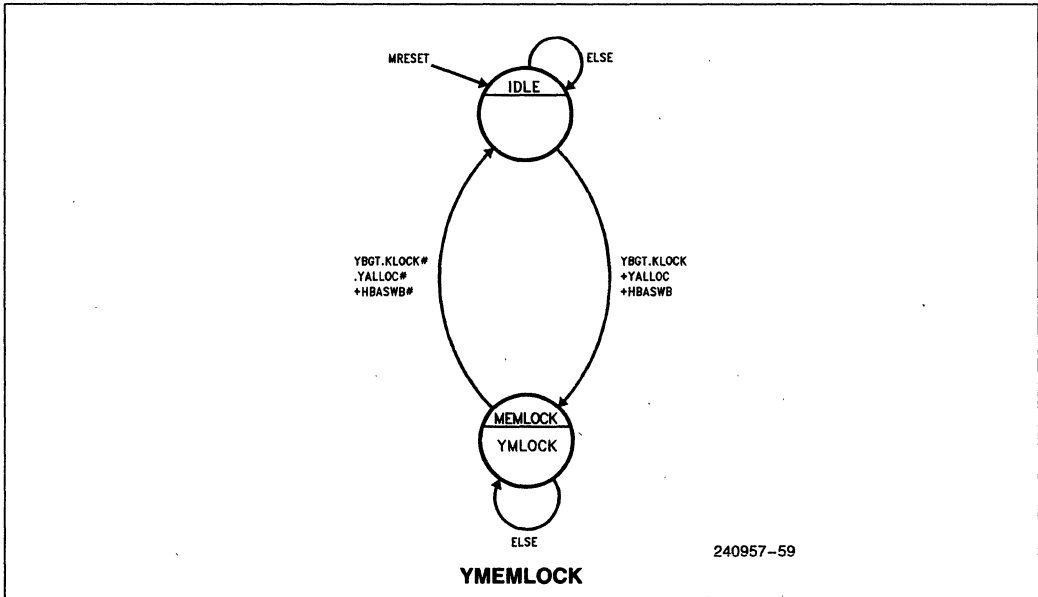 MRESET
ELSE
IDLE
YBGT.KLOCK#
.YALLOC#
+HBASWB#
YBGT.KLOCK
+YALLOC
+HBASWB
MEMLOCK
YMLOCK
ELSE
240957–59
YMEMLOCK